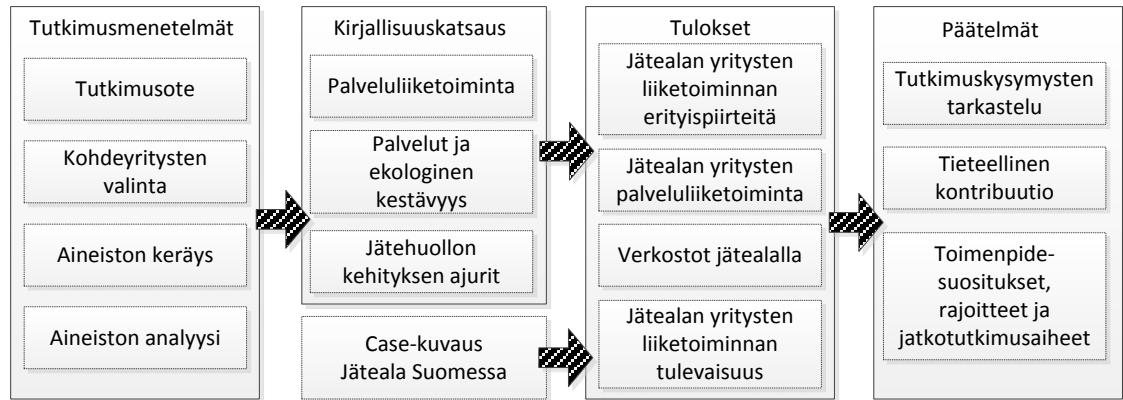 Tutkimusmenetelmät
Tutkimusote
Kohdeyritysten
valinta
Aineiston keräys
Aineiston analyysi
Kirjallisuuskatsaus
Palveluliiketoiminta
Palvelut ja
ekologinen
kestävyys
Jätehuollon
kehityksen ajurit
Case-kuvaus
Jäteala Suomessa
Tulokset
Jätealan yritysten
liiketoiminnan
erityispiirteitä
Jätealan yritysten
palveluliiketoiminta
Verkostot jätealalla
Jätealan yritysten
liiketoiminnan
tulevaisuus
Päätelmät
Tutkimuskysymysten
tarkastelu
Tieteellinen
kontribuutio
Toimenpide-
suositukset,
rajoitteet ja
jatkotutkimusaiheet